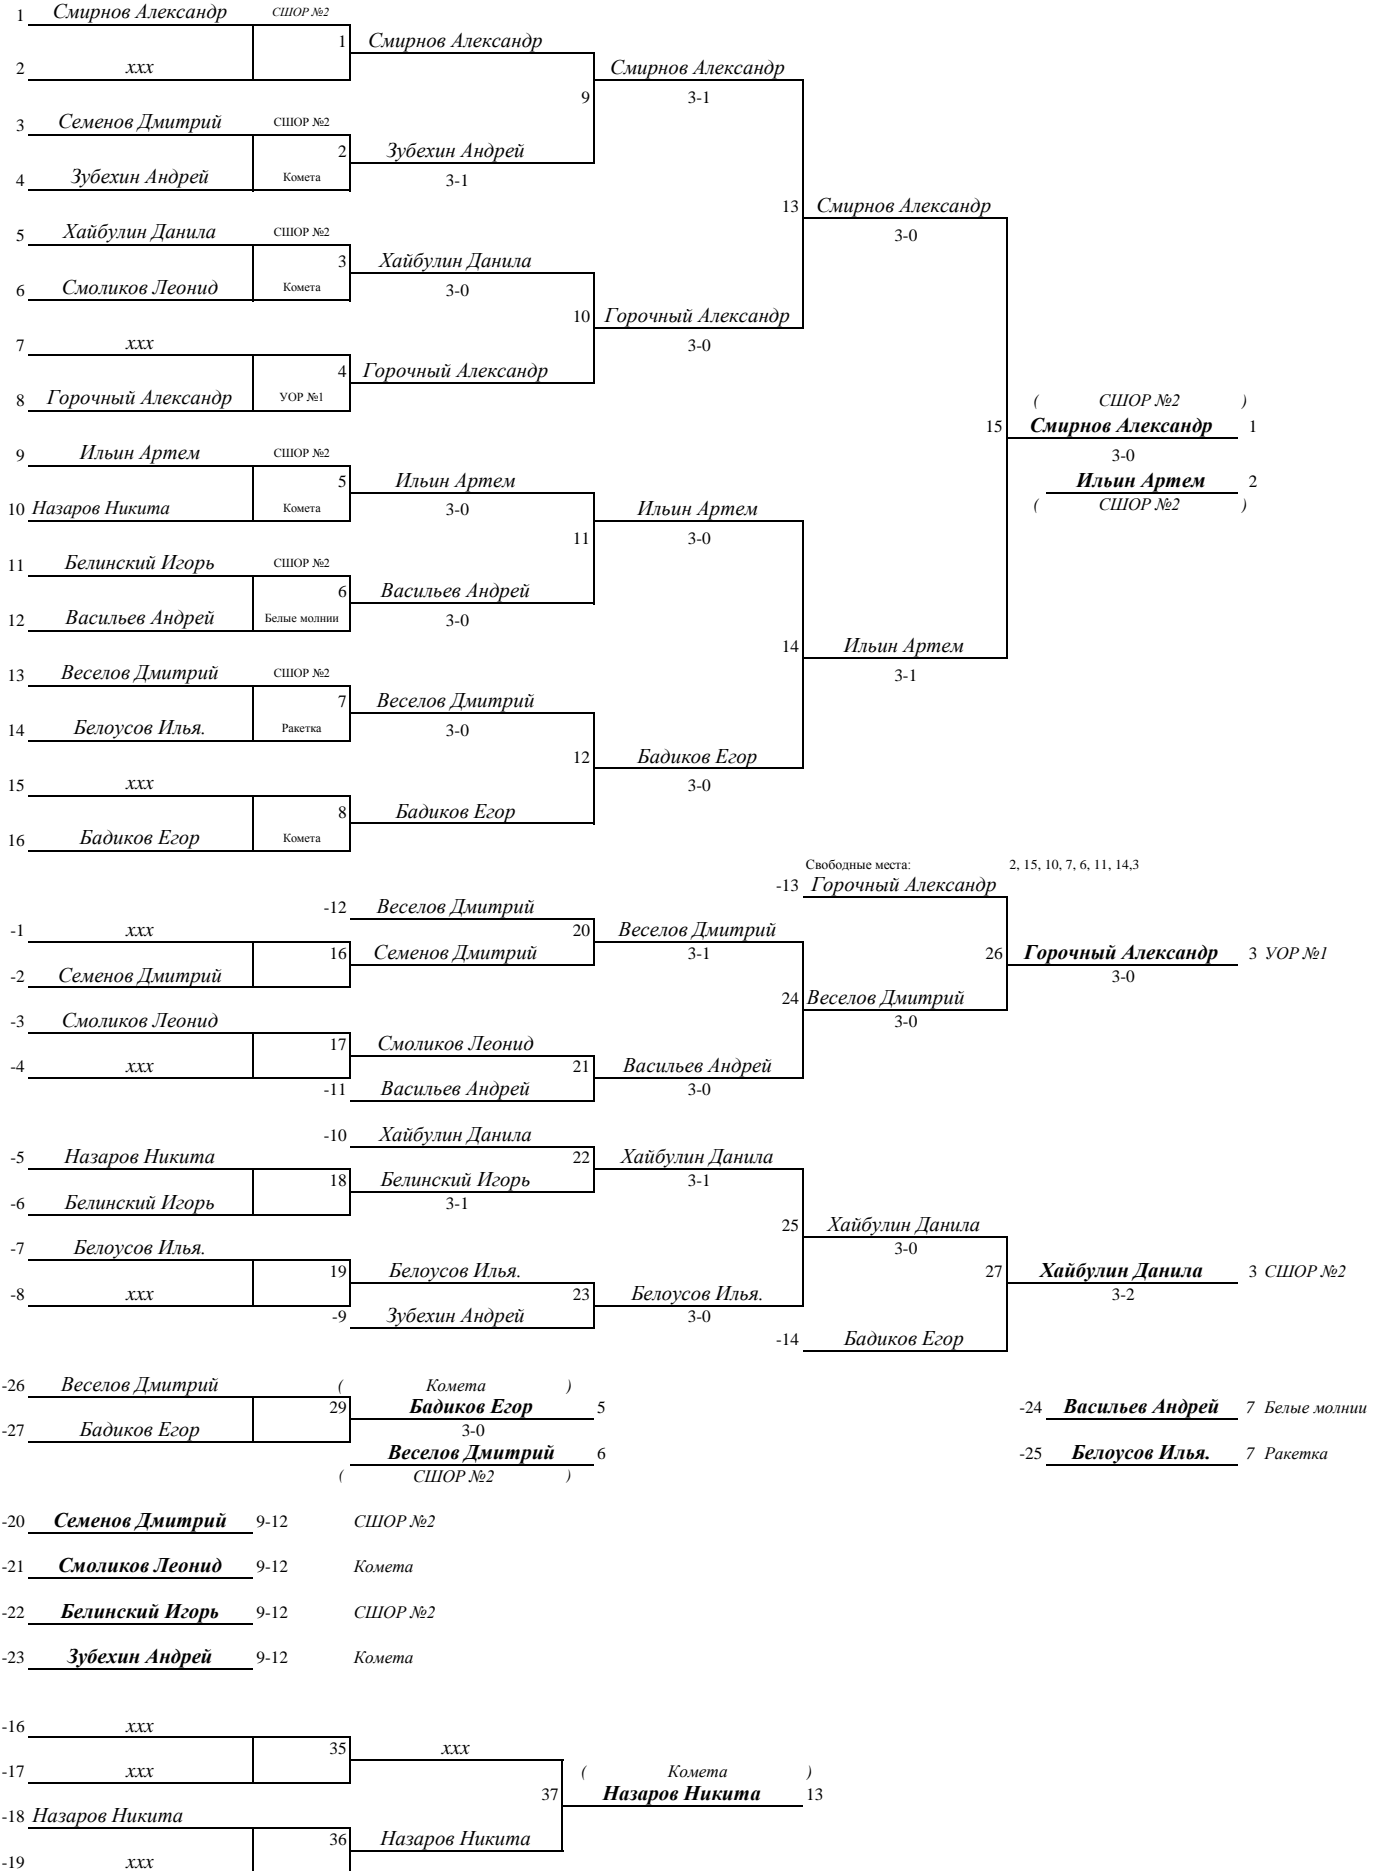 1 Смирнов Александр СШОР №2
1 Смирнов Александр
2 xxx Смирнов Александр
9 3-1
3 Семенов Дмитрий СШОР №2
2 Зубехин Андрей
4 Зубехин Андрей Комета 3-1
13 Смирнов Александр
5 Хайбулин Данила СШОР №2 3-0
3 Хайбулин Данила
6 Смоликов Леонид Комета 3-0
10 Горочный Александр
7 xxx 3-0
4 Горочный Александр
8 Горочный Александр УОР №1 ( СШОР №2 )
15 Смирнов Александр 1
9 Ильин Артем СШОР №2 3-0
5 Ильин Артем Ильин Артем 2
10 Назаров Никита Комета 3-0 Ильин Артем ( СШОР №2 )
11 3-0
11 Белинский Игорь СШОР №2
6 Васильев Андрей
12 Васильев Андрей Белые молнии 3-0
14 Ильин Артем
13 Веселов Дмитрий СШОР №2 3-1
7 Веселов Дмитрий
14 Белоусов Илья. Ракетка 3-0
12 Бадиков Егор
15 xxx 3-0
8 Бадиков Егор
16 Бадиков Егор Комета
Свободные места: 2, 15, 10, 7, 6, 11, 14,3
-13 Горочный Александр
-12 Веселов Дмитрий
-1 xxx 20 Веселов Дмитрий
16 Семенов Дмитрий 3-1 26 Горочный Александр 3 УОР №1
-2 Семенов Дмитрий 3-0
24 Веселов Дмитрий
-3 Смоликов Леонид 3-0
17 Смоликов Леонид
-4 xxx 21 Васильев Андрей
-11 Васильев Андрей 3-0
-10 Хайбулин Данила
-5 Назаров Никита 22 Хайбулин Данила
18 Белинский Игорь 3-1
-6 Белинский Игорь 3-1
25 Хайбулин Данила
-7 Белоусов Илья. 3-0
19 Белоусов Илья. 27 Хайбулин Данила 3 СШОР №2
-8 xxx 23 Белоусов Илья. 3-2
-9 Зубехин Андрей 3-0
-14 Бадиков Егор
-26 Веселов Дмитрий ( Комета )
29 Бадиков Егор 5 -24 Васильев Андрей 7 Белые молнии
-27 Бадиков Егор 3-0
Веселов Дмитрий 6 -25 Белоусов Илья. 7 Ракетка
( СШОР №2 )
-20 Семенов Дмитрий 9-12 СШОР №2
-21 Смоликов Леонид 9-12 Комета
-22 Белинский Игорь 9-12 СШОР №2
-23 Зубехин Андрей 9-12 Комета
-16 xxx
35 xxx
-17 xxx ( Комета )
37 Назаров Никита 13
-18 Назаров Никита
36 Назаров Никита
-19 xxx